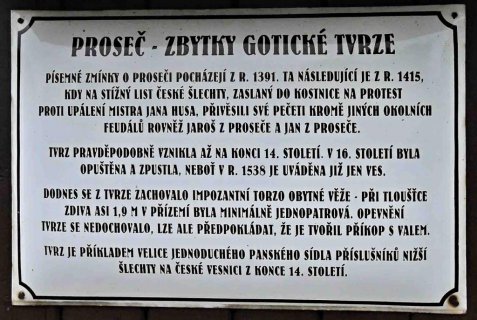 PROSEČ - ZBYTKY GOTICKÉ TVRZE
PÍSEMNÉ ZMÍNKY O PROSEČI POCHÁZEJÍ Z R. 1391. TA NÁSLEDUJÍCÍ JE Z R. 1415,
KDY NA STÍŽNÝ LIST ČESKÉ ŠLECHTY, ZASLANÝ DO KOSTNICE NA PROTEST
PROTI UPÁLENÍ MISTRA JANA HUSA, PŘIVĚSILI SVÉ PEČETI KROMĚ JINÝCH OKOLNÍCH
FEUDÁLŮ ROVNĚŽ JAROŠ Z PROSEČE A JAN Z PROSEČE.
TVRZ PRAVDĚPODOBNĚ VZNIKLA AŽ NA KONCI 14. STOLETÍ. V 16. STOLETÍ BYLA
OPUŠTĚNA A ZPUSTLA, NEBOŤ V R. 1538 JE UVÁDĚNA JIŽ JEN VES.
DODNES SE Z TVRZE ZACHOVALO IMPOZANTNÍ TORZO OBYTNÉ VĚŽE - PŘI TLOUŠŤCE
ZDIVA ASI 1,9 M V PŘÍZEMÍ BYLA MINIMÁLNĚ JEDNOPATROVÁ. OPEVNĚNÍ
TVRZE SE NEDOCHOVALO, LZE ALE PŘEDPOKLÁDAT, ŽE JE TVOŘIL PŘÍKOP S VALEM.
TVRZ JE PŘÍKLADEM VELICE JEDNODUCHÉHO PANSKÉHO SÍDLA PŘÍSLUŠNÍKŮ NIŽŠÍ
ŠLECHTY NA ČESKÉ VESNICI Z KONCE 14. STOLETÍ.